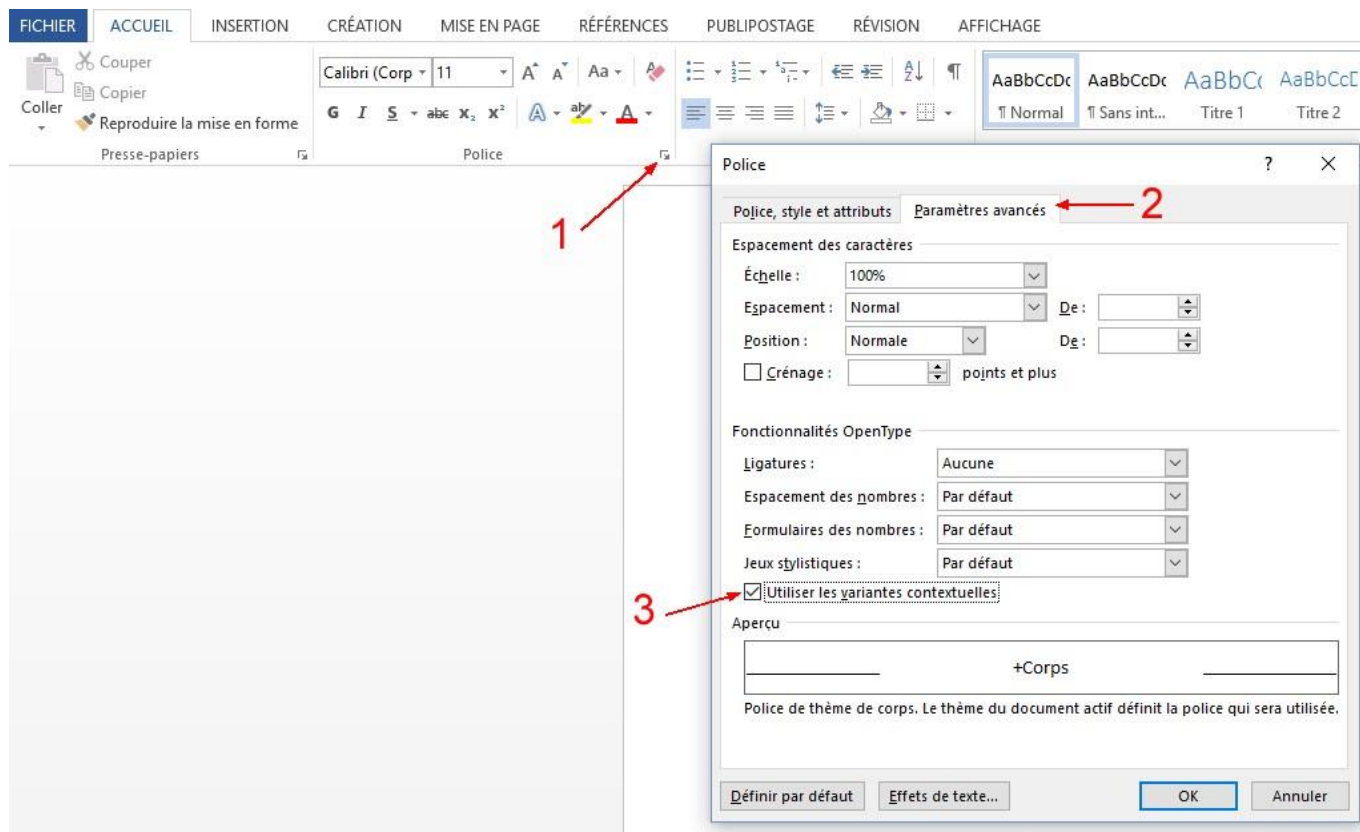 FICHIER ACCUEIL INSERTION CRÉATION MISE EN PAGE RÉFÉRENCES PUBLIPOSTAGE RÉVISION AFFICHAGE
Coller
Couper
Copier
Reproduire la mise en forme
Presse-papiers
Calibri (Corp 11 A A Aa
G I S abc x₂ x² A ab A
Police
AaBbCcDc AaBbCcDc AaBbCc AaBbCcD
¶ Normal ¶ Sans int... Titre 1 Titre 2
1
Police ? X
Police, style et attributs Paramètres avancés 2
Espacement des caractères
Échelle : 100%
Espacement : Normal De :
Position : Normale De :
Crénage : points et plus
Fonctionnalités OpenType
Ligatures : Aucune
Espacement des nombres : Par défaut
Formulaires des nombres : Par défaut
Jeux stylistiques : Par défaut
3 Utiliser les variantes contextuelles
Aperçu
+Corps
Police de thème de corps. Le thème du document actif définit la police qui sera utilisée.
Définir par défaut Effets de texte... OK Annuler